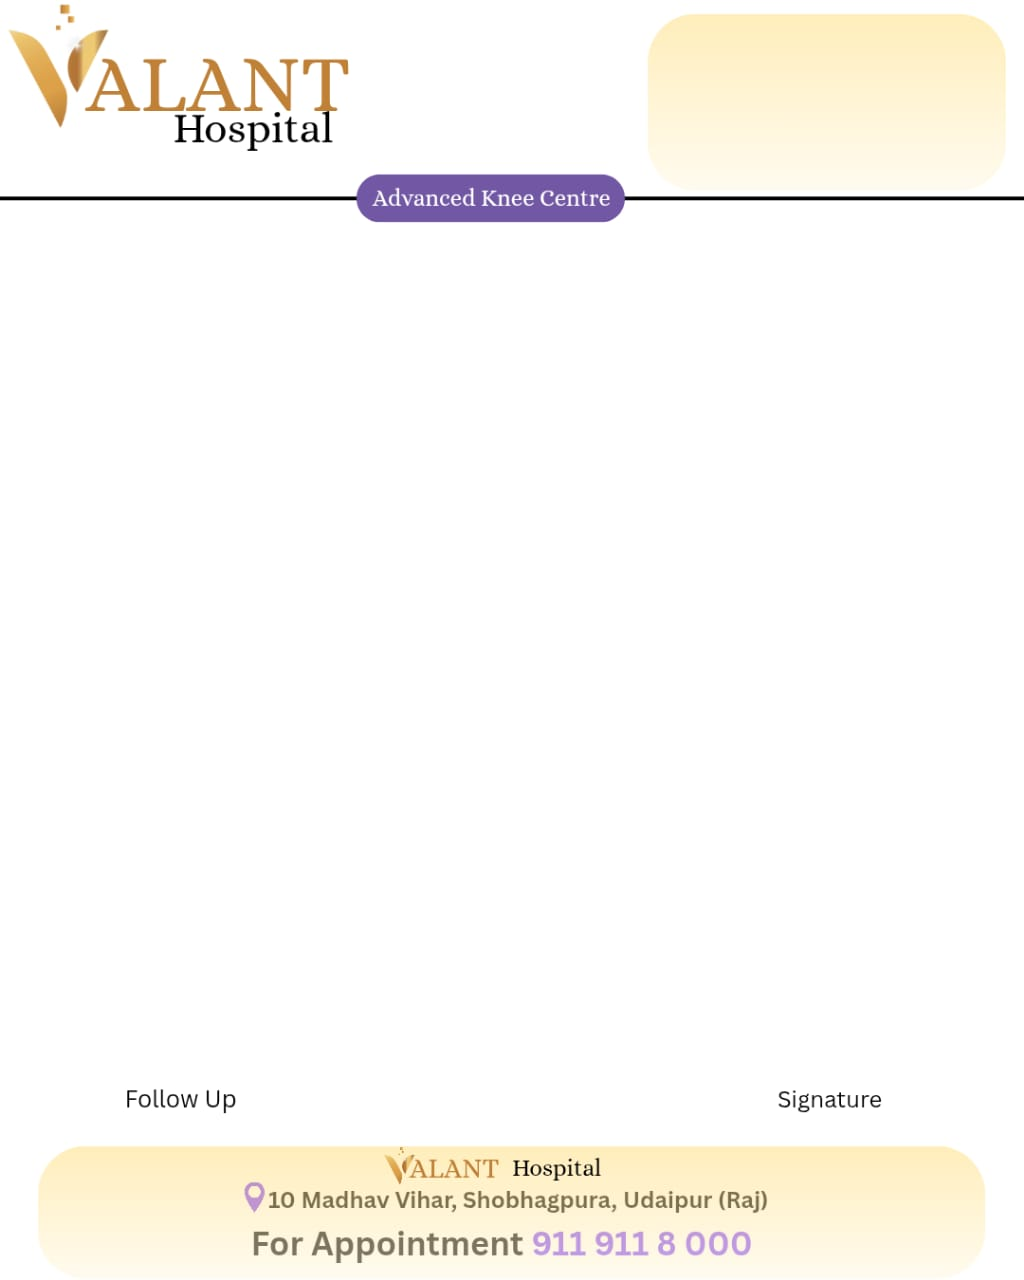 VALANT
Hospital
Advanced Knee Centre
Follow Up
Signature
VALANT Hospital
10 Madhav Vihar, Shobhagpura, Udaipur (Raj)
For Appointment 911 911 8 000